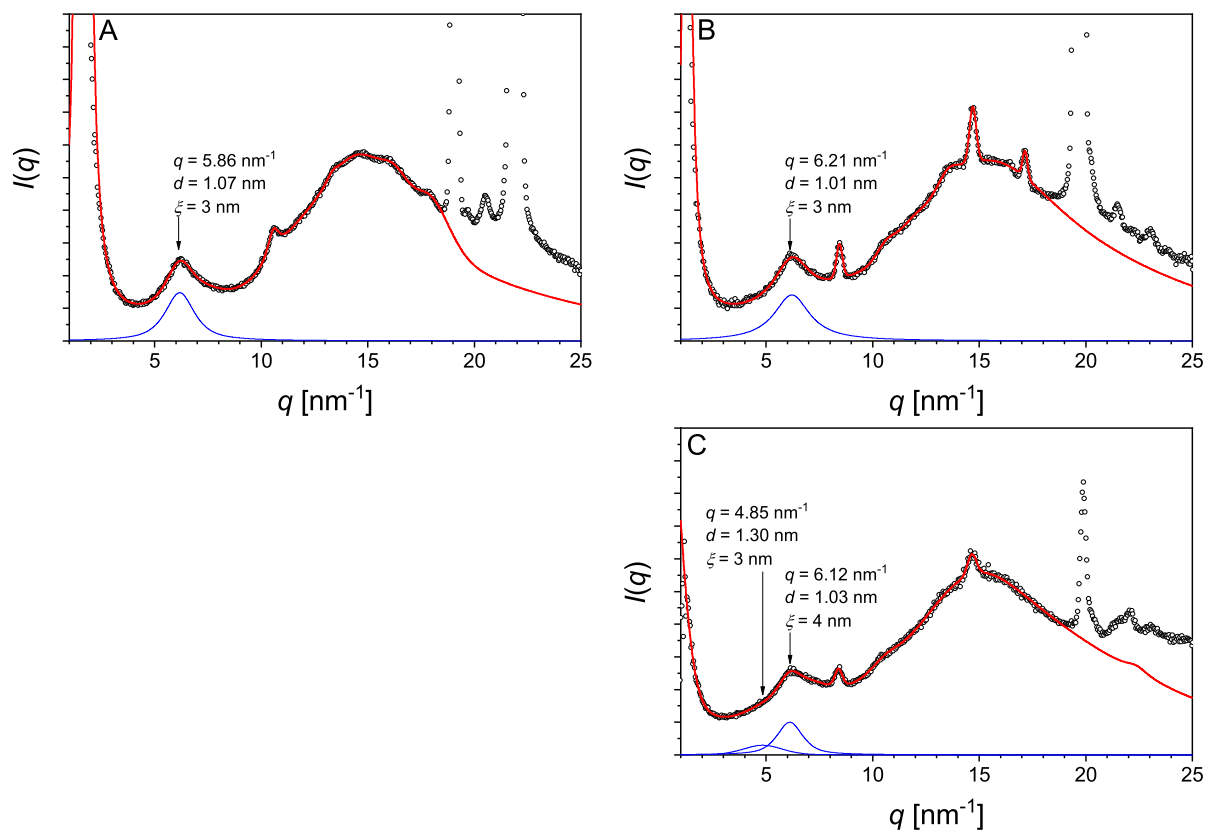 A
I(q)
q = 5.86 nm⁻¹
d = 1.07 nm
ξ = 3 nm
5 10 15 20 25
q [nm⁻¹]
B
I(q)
q = 6.21 nm⁻¹
d = 1.01 nm
ξ = 3 nm
5 10 15 20 25
q [nm⁻¹]
C
I(q)
q = 4.85 nm⁻¹
d = 1.30 nm
ξ = 3 nm
q = 6.12 nm⁻¹
d = 1.03 nm
ξ = 4 nm
5 10 15 20 25
q [nm⁻¹]